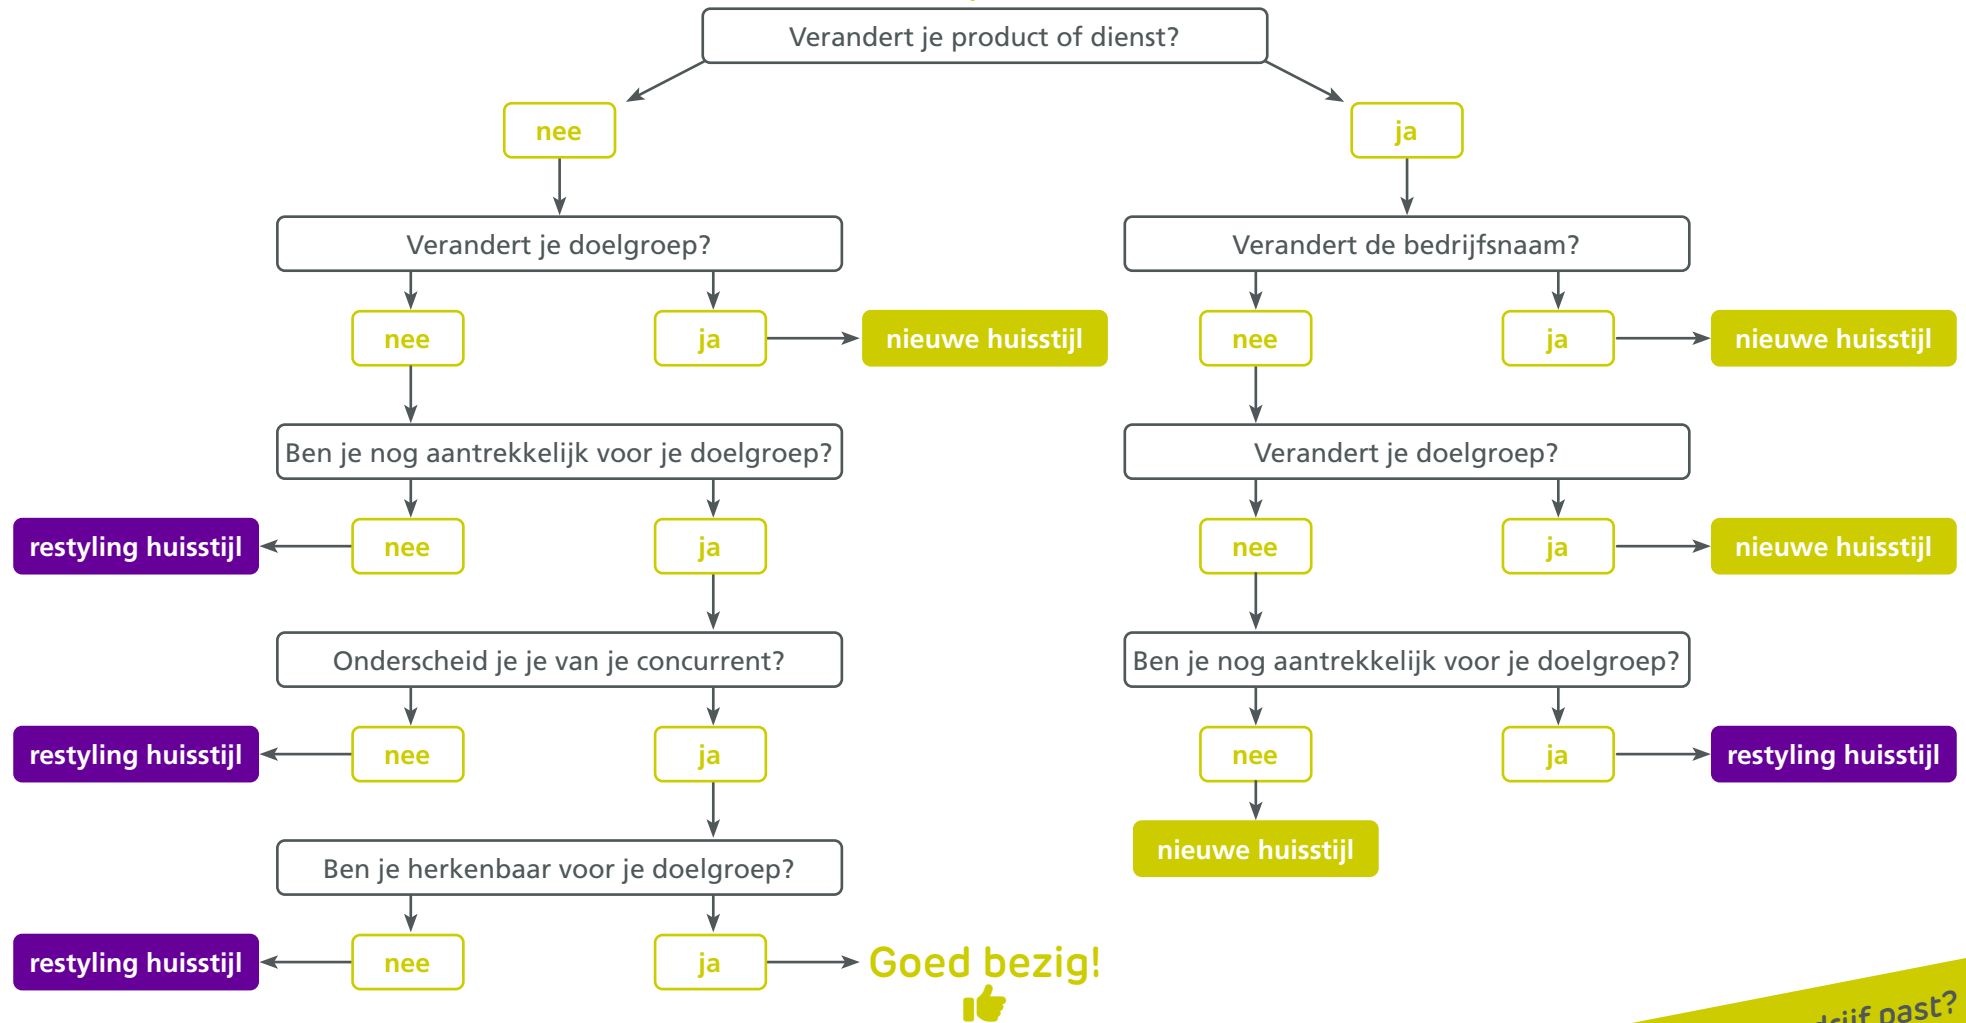 Verandert je product of dienst?
nee
ja
Verandert je doelgroep?
Verandert de bedrijfsnaam?
nee
ja
nieuwe huisstijl
nee
ja
nieuwe huisstijl
Ben je nog aantrekkelijk voor je doelgroep?
Verandert je doelgroep?
restyling huisstijl
nee
ja
nee
ja
nieuwe huisstijl
Onderscheid je je van je concurrent?
Ben je nog aantrekkelijk voor je doelgroep?
restyling huisstijl
nee
ja
nee
ja
restyling huisstijl
Ben je herkenbaar voor je doelgroep?
nieuwe huisstijl
restyling huisstijl
nee
ja
Goed bezig!
past?